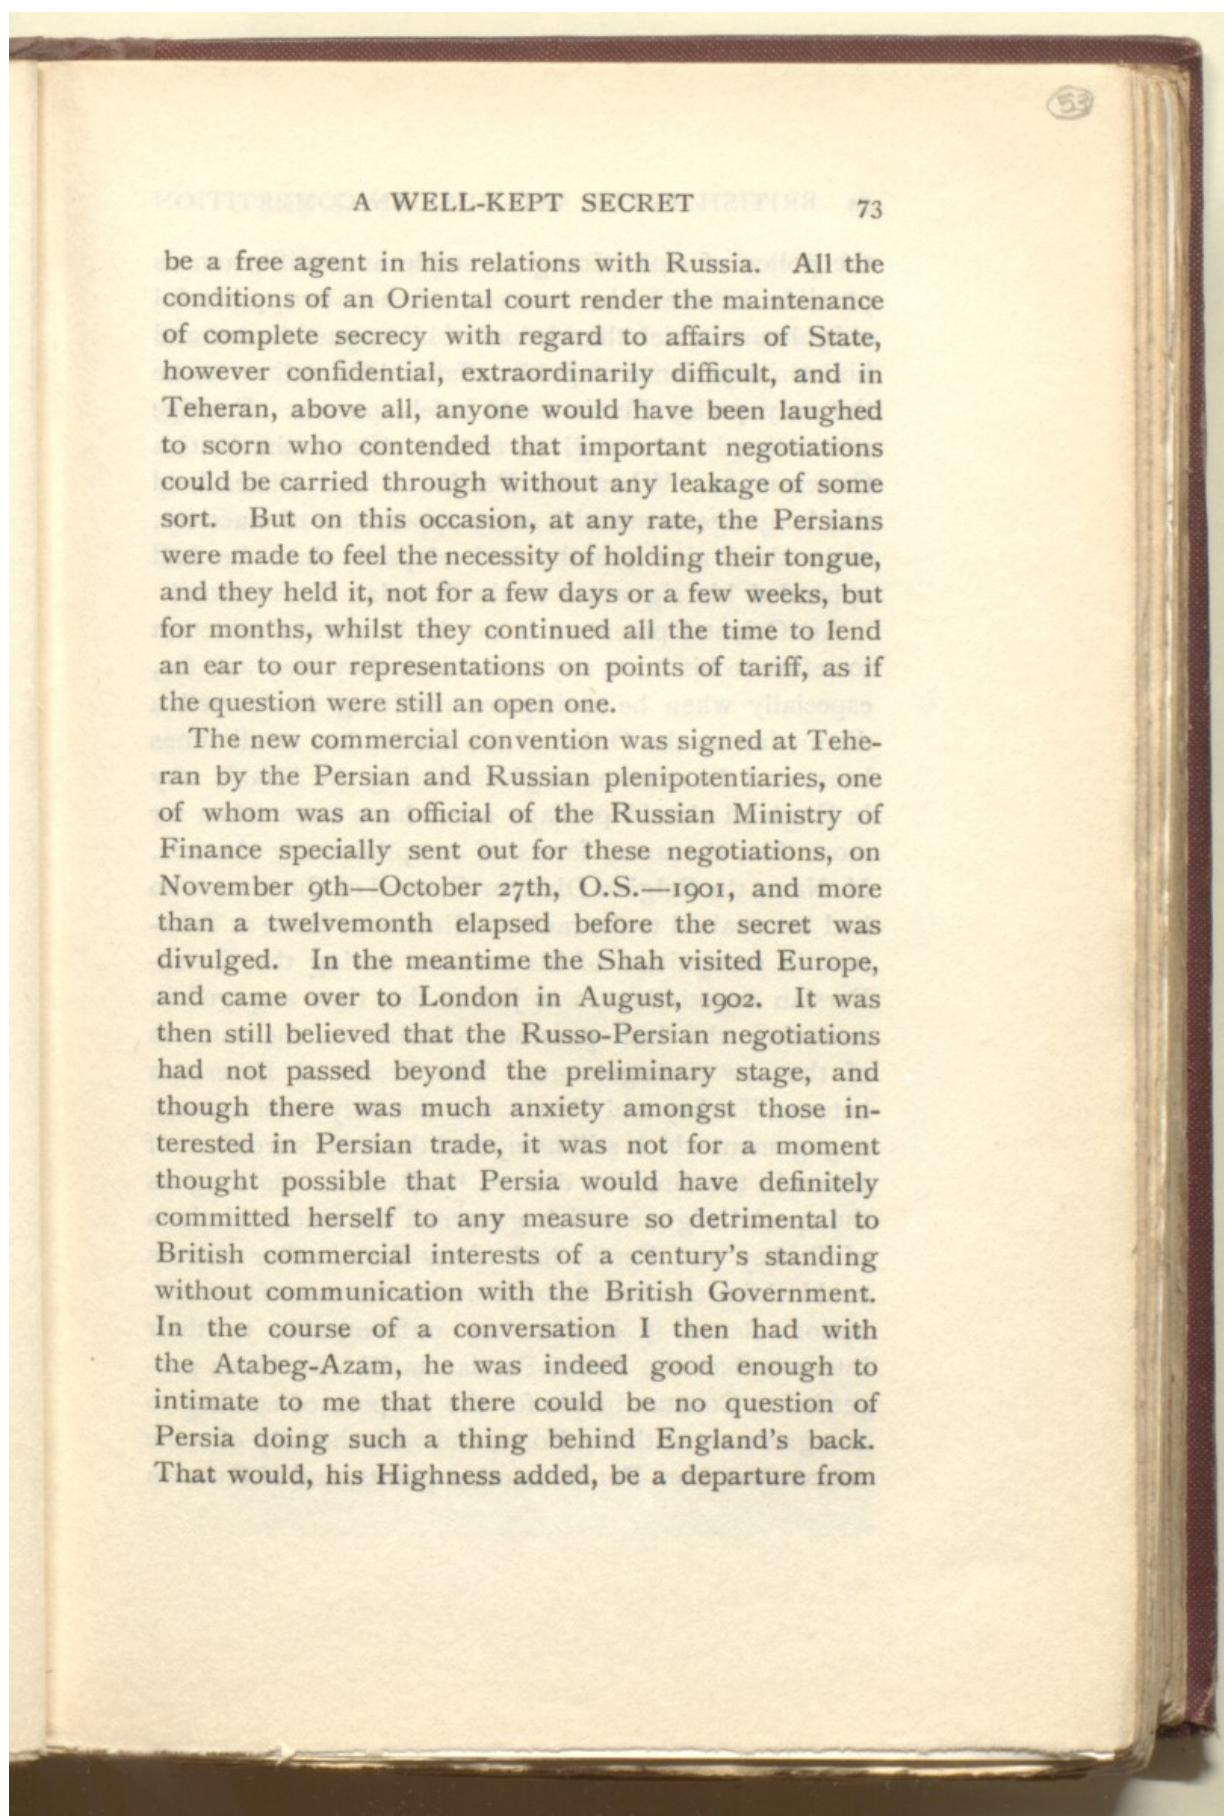 53
A WELL-KEPT SECRET 73
be a free agent in his relations with Russia. All the
conditions of an Oriental court render the maintenance
of complete secrecy with regard to affairs of State,
however confidential, extraordinarily difficult, and in
Teheran, above all, anyone would have been laughed
to scorn who contended that important negotiations
could be carried through without any leakage of some
sort. But on this occasion, at any rate, the Persians
were made to feel the necessity of holding their tongue,
and they held it, not for a few days or a few weeks, but
for months, whilst they continued all the time to lend
an ear to our representations on points of tariff, as if
the question were still an open one.
The new commercial convention was signed at Tehe-
ran by the Persian and Russian plenipotentiaries, one
of whom was an official of the Russian Ministry of
Finance specially sent out for these negotiations, on
November 9th—October 27th, O.S.—1901, and more
than a twelvemonth elapsed before the secret was
divulged. In the meantime the Shah visited Europe,
and came over to London in August, 1902. It was
then still believed that the Russo-Persian negotiations
had not passed beyond the preliminary stage, and
though there was much anxiety amongst those in-
terested in Persian trade, it was not for a moment
thought possible that Persia would have definitely
committed herself to any measure so detrimental to
British commercial interests of a century's standing
without communication with the British Government.
In the course of a conversation I then had with
the Atabeg-Azam, he was indeed good enough to
intimate to me that there could be no question of
Persia doing such a thing behind England's back.
That would, his Highness added, be a departure from